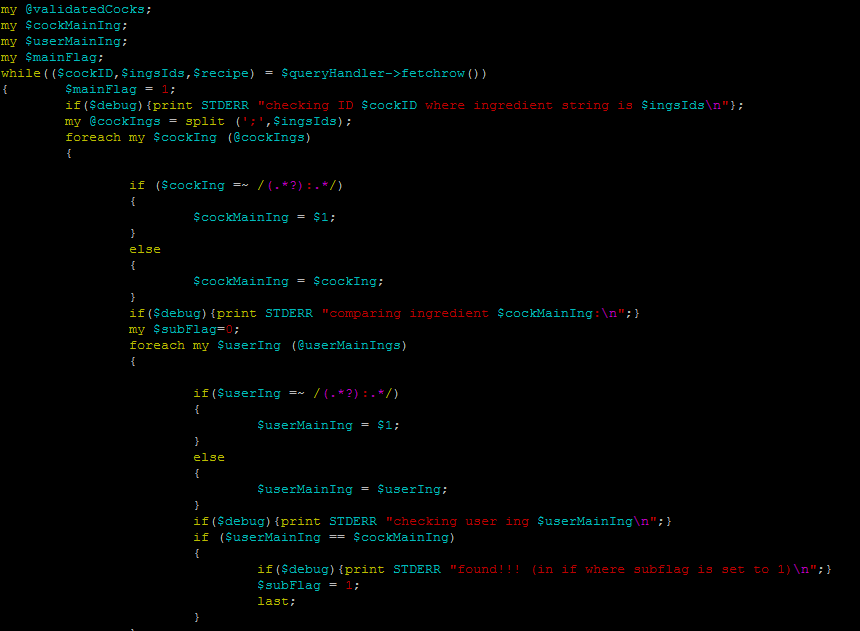 my @validatedCocks;
my $cockMainIng;
my $userMainIng;
my $mainFlag;
while(($cockID,$ingsIds,$recipe) = $queryHandler->fetchrow())
{       $mainFlag = 1;
        if($debug){print STDERR "checking ID $cockID where ingredient string is $ingsIds\n"};
        my @cockIngs = split (';',$ingsIds);
        foreach my $cockIng (@cockIngs)
        {
                if ($cockIng =~ /(.*?):.*/)
                {
                        $cockMainIng = $1;
                }
                else
                {
                        $cockMainIng = $cockIng;
                }
                if($debug){print STDERR "comparing ingredient $cockMainIng:\n";}
                my $subFlag=0;
                foreach my $userIng (@userMainIngs)
                {
                        if($userIng =~ /(.*?):.*/)
                        {
                                $userMainIng = $1;
                        }
                        else
                        {
                                $userMainIng = $userIng;
                        }
                        if($debug){print STDERR "checking user ing $userMainIng\n";}
                        if ($userMainIng == $cockMainIng)
                        {
                                if($debug){print STDERR "found!!! (in if where subflag is set to 1)\n";}
                                $subFlag = 1;
                                last;
                        }